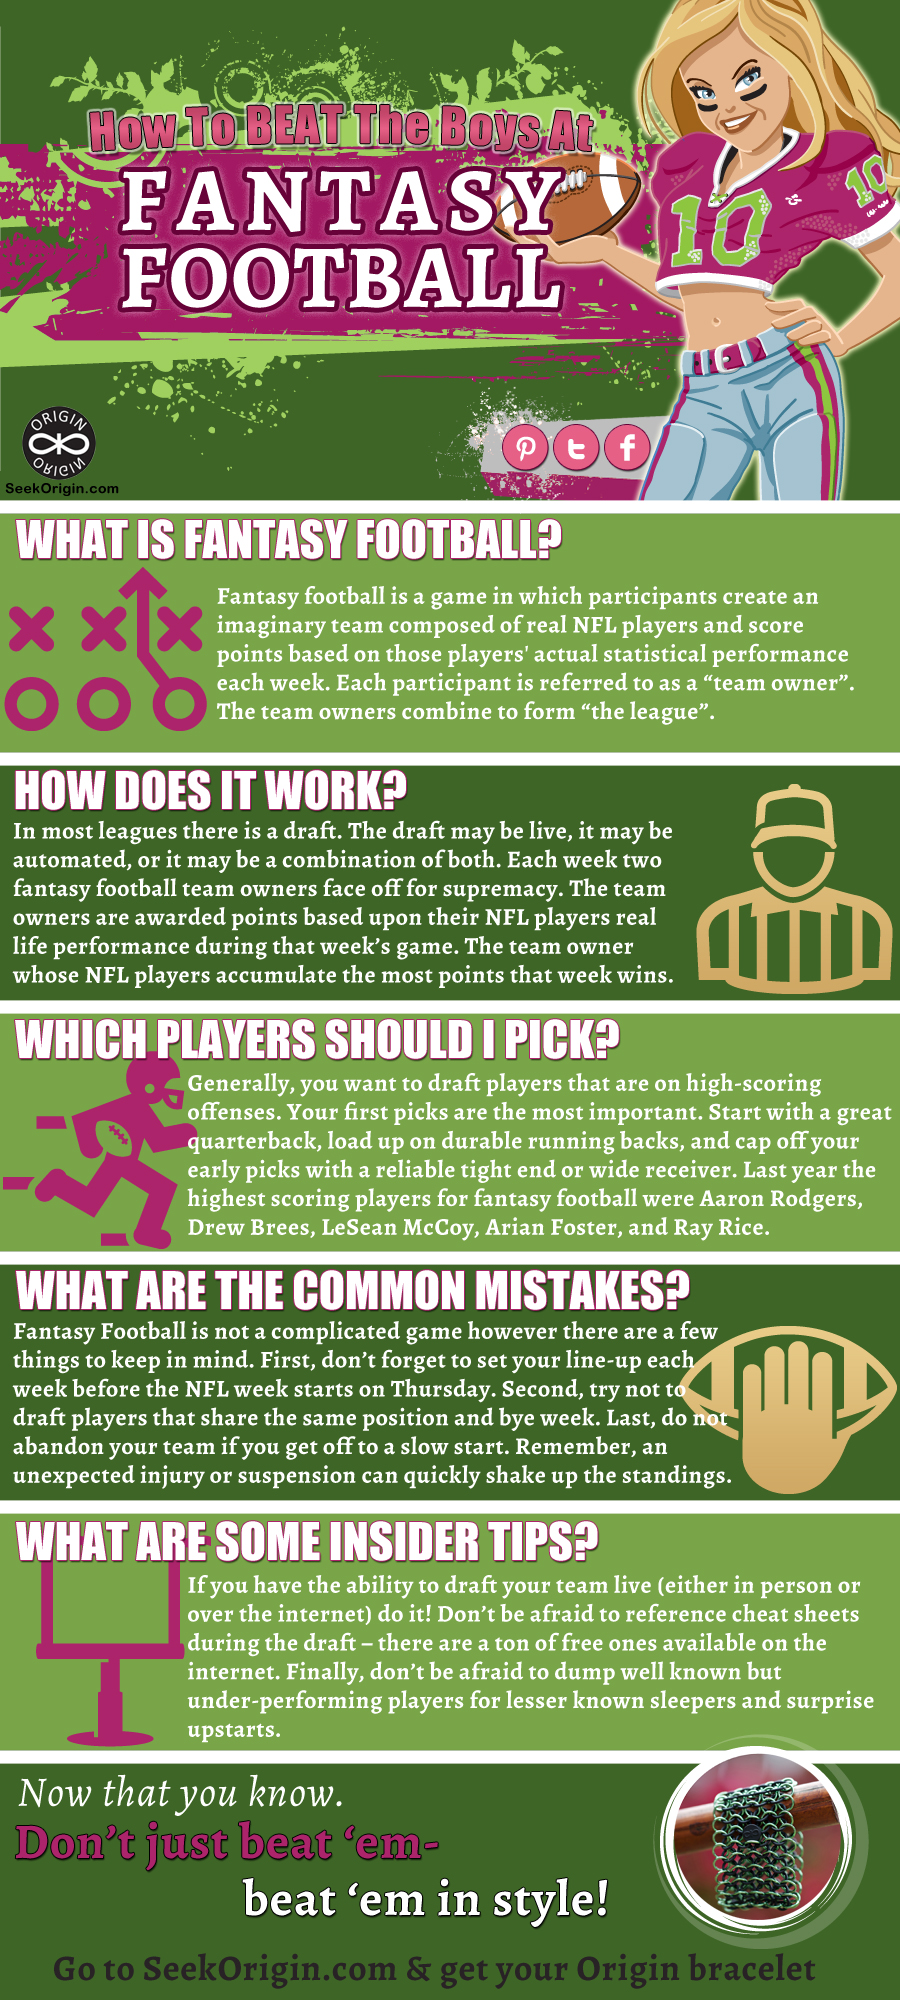 How To BEAT The Boys At
FANTASY
FOOTBALL
10
10
ORIGIN
ORIGIN
SeekOrigin.com
WHAT IS FANTASY FOOTBALL?
Fantasy football is a game in which participants create an
imaginary team composed of real NFL players and score
points based on those players' actual statistical performance
each week. Each participant is referred to as a “team owner”.
The team owners combine to form “the league”.
HOW DOES IT WORK?
In most leagues there is a draft. The draft may be live, it may be
automated, or it may be a combination of both. Each week two
fantasy football team owners face off for supremacy. The team
owners are awarded points based upon their NFL players real
life performance during that week’s game. The team owner
whose NFL players accumulate the most points that week wins.
WHICH PLAYERS SHOULD I PICK?
Generally, you want to draft players that are on high-scoring
offenses. Your first picks are the most important. Start with a great
quarterback, load up on durable running backs, and cap off your
early picks with a reliable tight end or wide receiver. Last year the
highest scoring players for fantasy football were Aaron Rodgers,
Drew Brees, LeSean McCoy, Arian Foster, and Ray Rice.
WHAT ARE THE COMMON MISTAKES?
Fantasy Football is not a complicated game however there are a few
things to keep in mind. First, don’t forget to set your line-up each
week before the NFL week starts on Thursday. Second, try not to
draft players that share the same position and bye week. Last, do not
abandon your team if you get off to a slow start. Remember, an
unexpected injury or suspension can quickly shake up the standings.
WHAT ARE SOME INSIDER TIPS?
If you have the ability to draft your team live (either in person or
over the internet) do it! Don’t be afraid to reference cheat sheets
during the draft – there are a ton of free ones available on the
internet. Finally, don’t be afraid to dump well known but
under-performing players for lesser known sleepers and surprise
upstarts.
Now that you know.
Don’t just beat ‘em-
beat ‘em in style!
Go to SeekOrigin.com & get your Origin bracelet